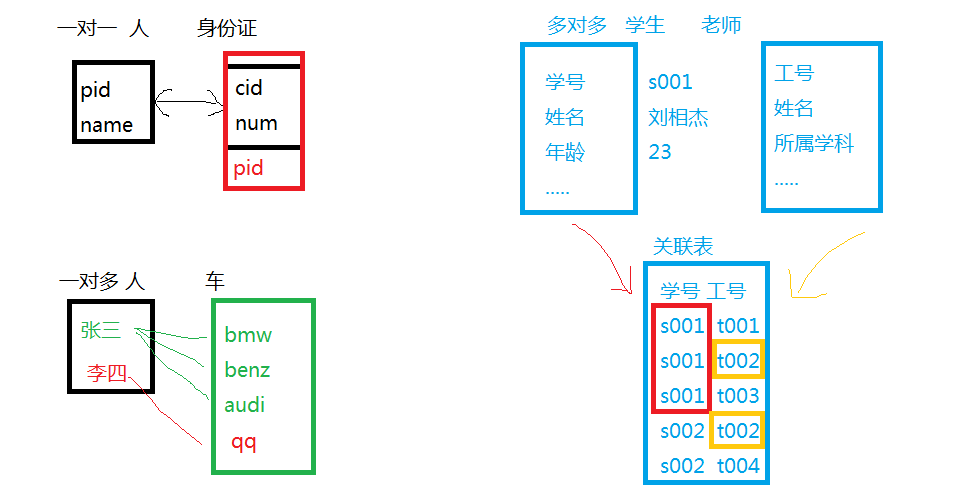 一对一 人 身份证
pid
name
cid
num
pid
一对多 人 车
张三
李四
bmw
benz
audi
qq
多对多 学生 老师
学号 s001
姓名 刘相杰
年龄 23
.....
工号
姓名
所属学科
.....
关联表
学号 工号
s001 t001
s001 t002
s001 t003
s002 t002
s002 t004